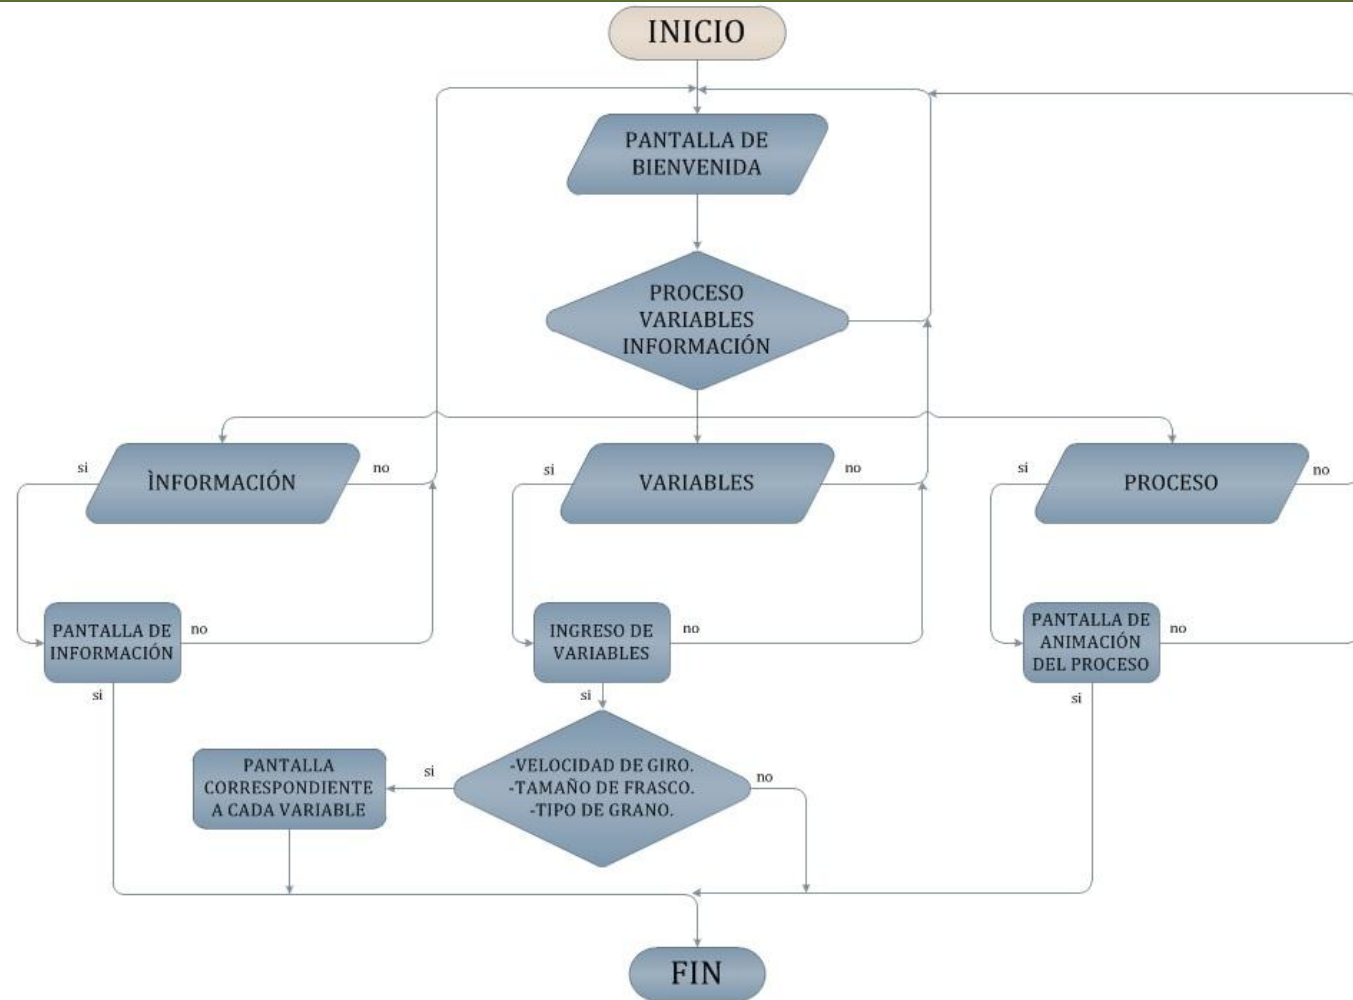 INICIO
PANTALLA DE
BIENVENIDA
PROCESO
VARIABLES
INFORMACIÓN
si
ÌNFORMACIÓN
no
si
VARIABLES
no
si
PROCESO
no
PANTALLA DE
INFORMACIÓN
no
si
INGRESO DE
VARIABLES
no
si
PANTALLA DE
ANIMACIÓN
DEL PROCESO
no
si
PANTALLA
CORRESPONDIENTE
A CADA VARIABLE
si
-VELOCIDAD DE GIRO.
-TAMAÑO DE FRASCO.
-TIPO DE GRANO.
no
FIN